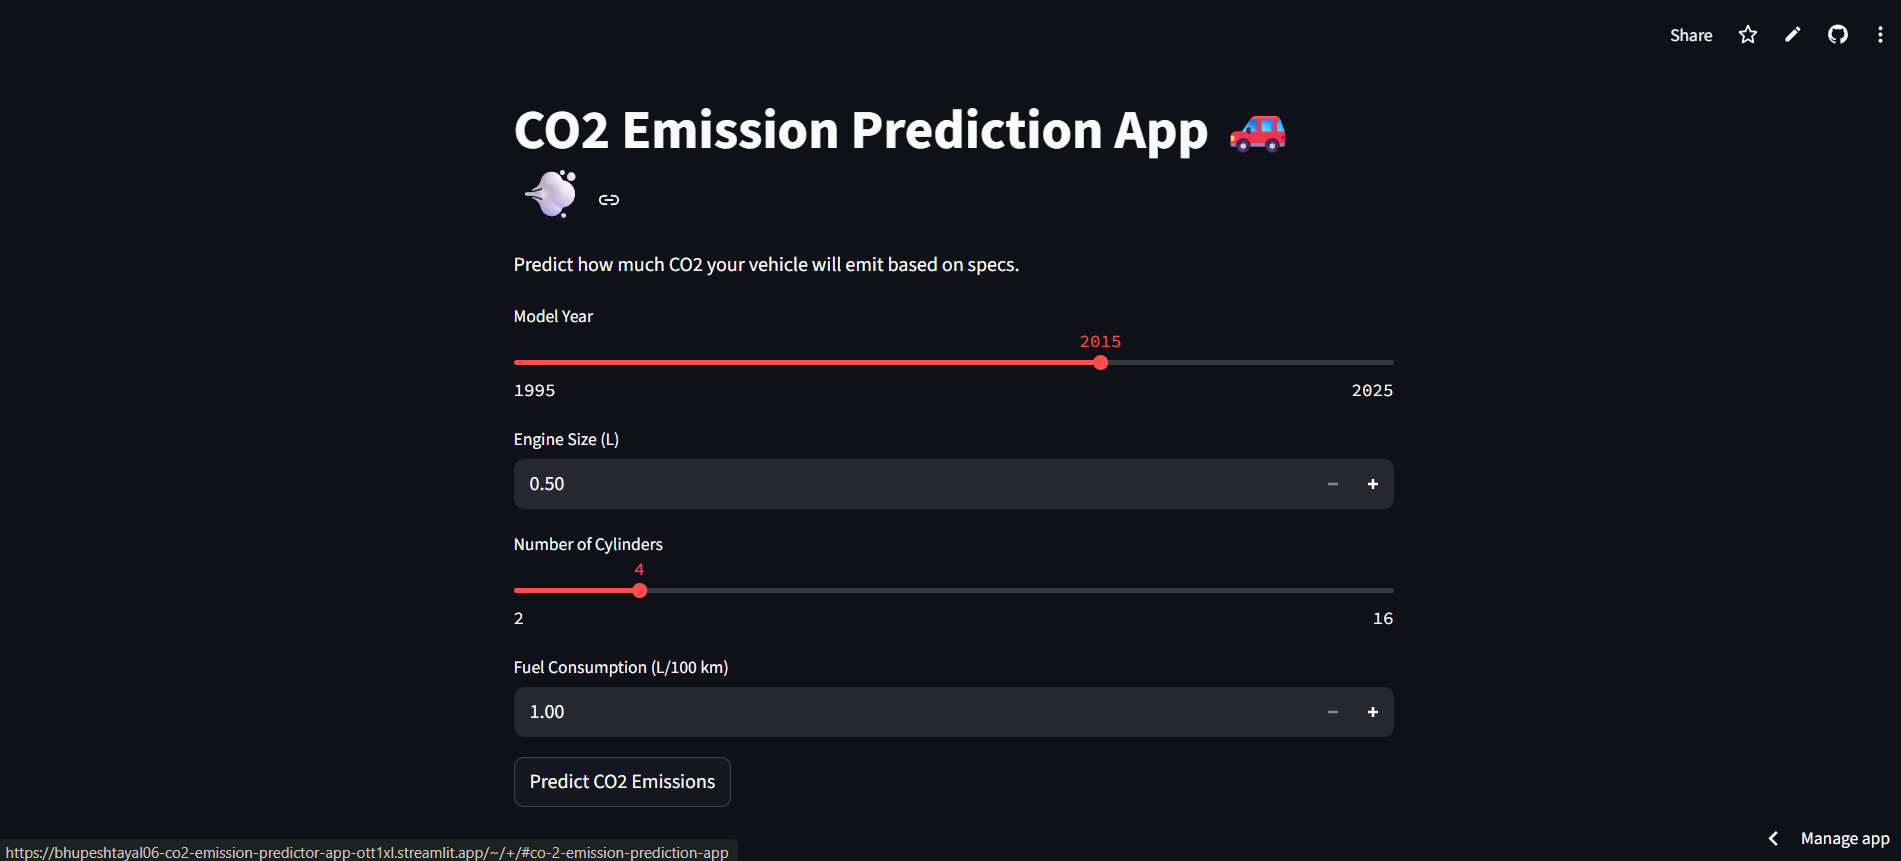 Share
CO2 Emission Prediction App
Predict how much CO2 your vehicle will emit based on specs.
Model Year
2015
1995 2025
Engine Size (L)
0.50
Number of Cylinders
4
2 16
Fuel Consumption (L/100 km)
1.00
Predict CO2 Emissions
Manage app
https://bhupeshtayal06-co2-emission-predictor-app-ott1xl.streamlit.app/~/+/#co-2-emission-prediction-app